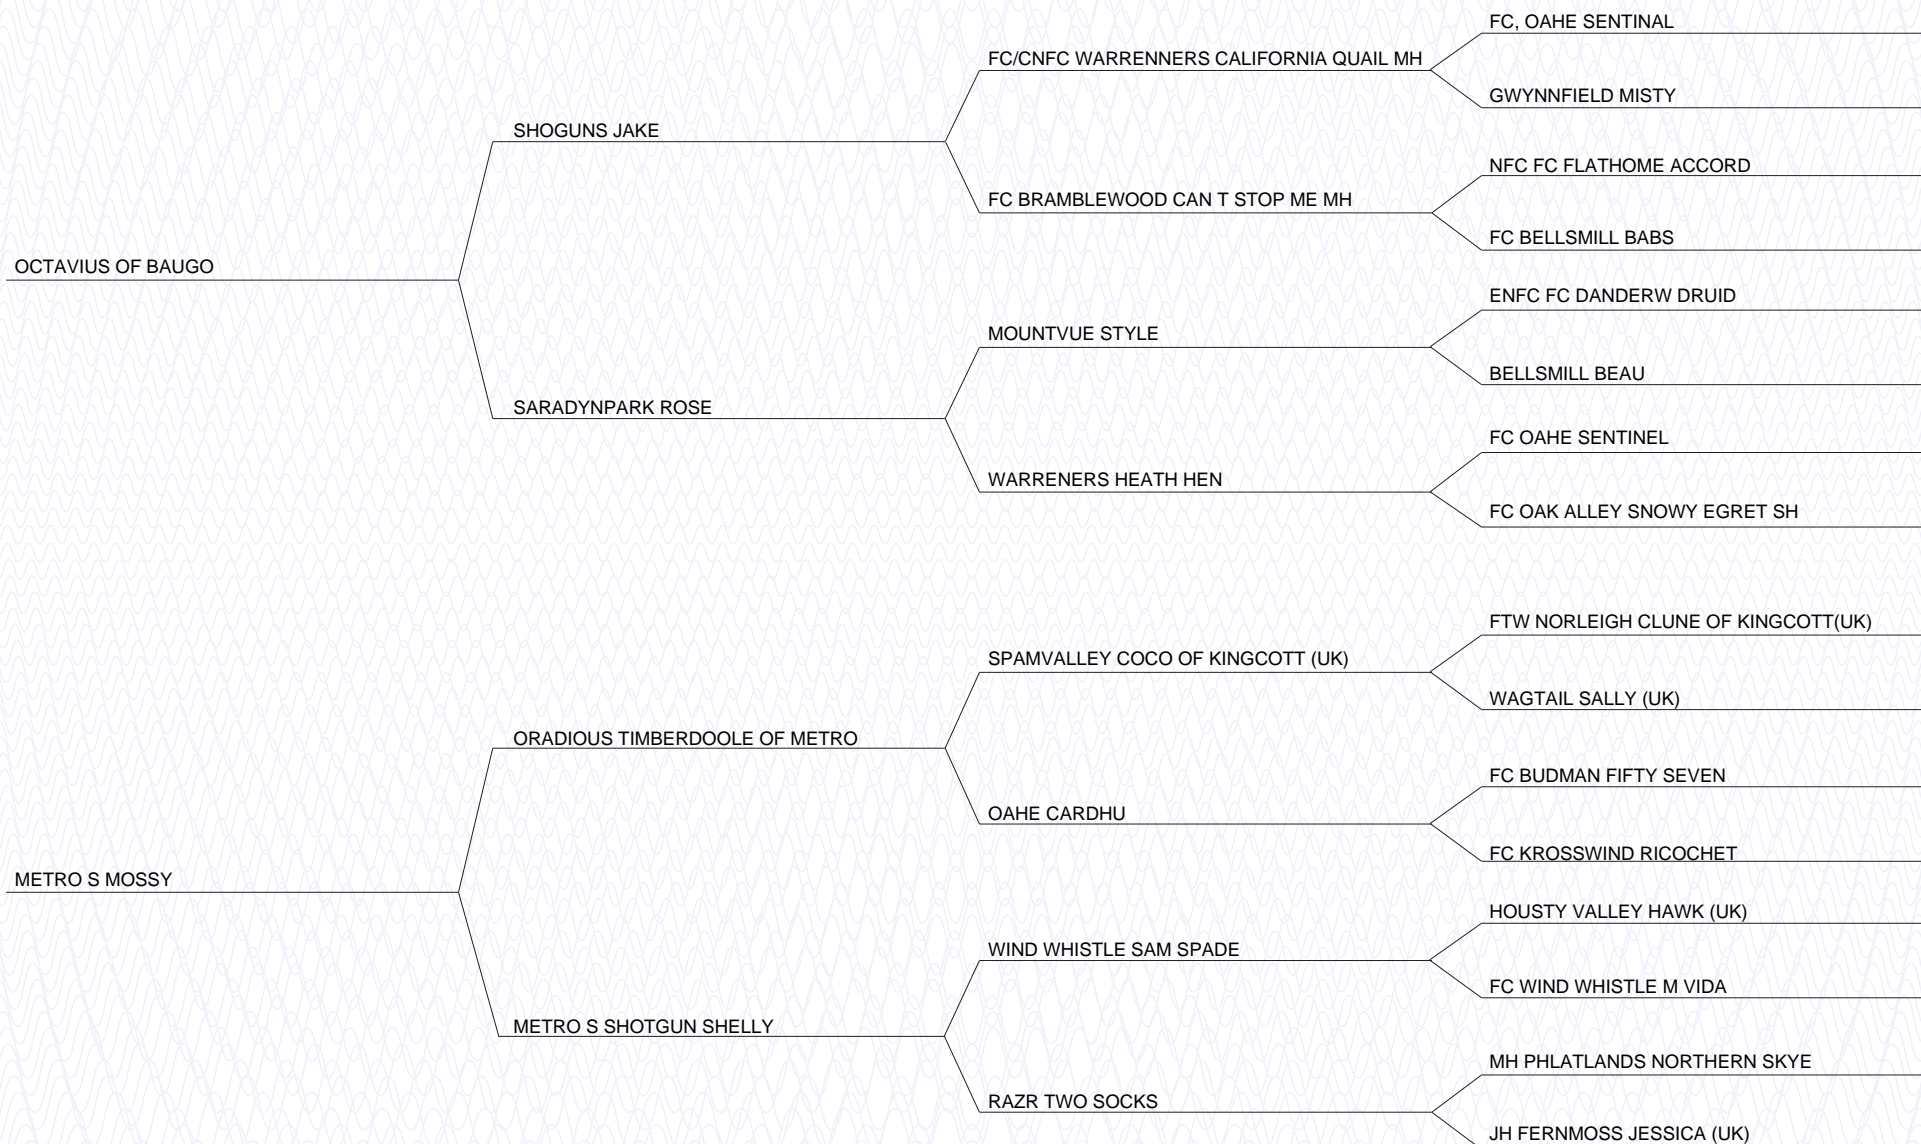 FC, OAHE SENTINAL
FC/CNFC WARRENNERS CALIFORNIA QUAIL MH
GWYNNFIELD MISTY
SHOGUNS JAKE
NFC FC FLATHOME ACCORD
FC BRAMBLEWOOD CAN T STOP ME MH
FC BELLSMILL BABS
OCTAVIUS OF BAUGO
ENFC FC DANDERW DRUID
MOUNTVUE STYLE
BELLSMILL BEAU
SARADYNPARK ROSE
FC OAHE SENTINEL
WARRENERS HEATH HEN
FC OAK ALLEY SNOWY EGRET SH
FTW NORLEIGH CLUNE OF KINGCOTT(UK)
SPAMVALLEY COCO OF KINGCOTT (UK)
WAGTAIL SALLY (UK)
ORADIOUS TIMBERDOOLE OF METRO
FC BUDMAN FIFTY SEVEN
OAHE CARDHU
FC KROSSWIND RICOCHET
METRO S MOSSY
HOUSTY VALLEY HAWK (UK)
WIND WHISTLE SAM SPADE
FC WIND WHISTLE M VIDA
METRO S SHOTGUN SHELLY
MH PHLATLANDS NORTHERN SKYE
RAZR TWO SOCKS
JH FERNMOSS JESSICA (UK)